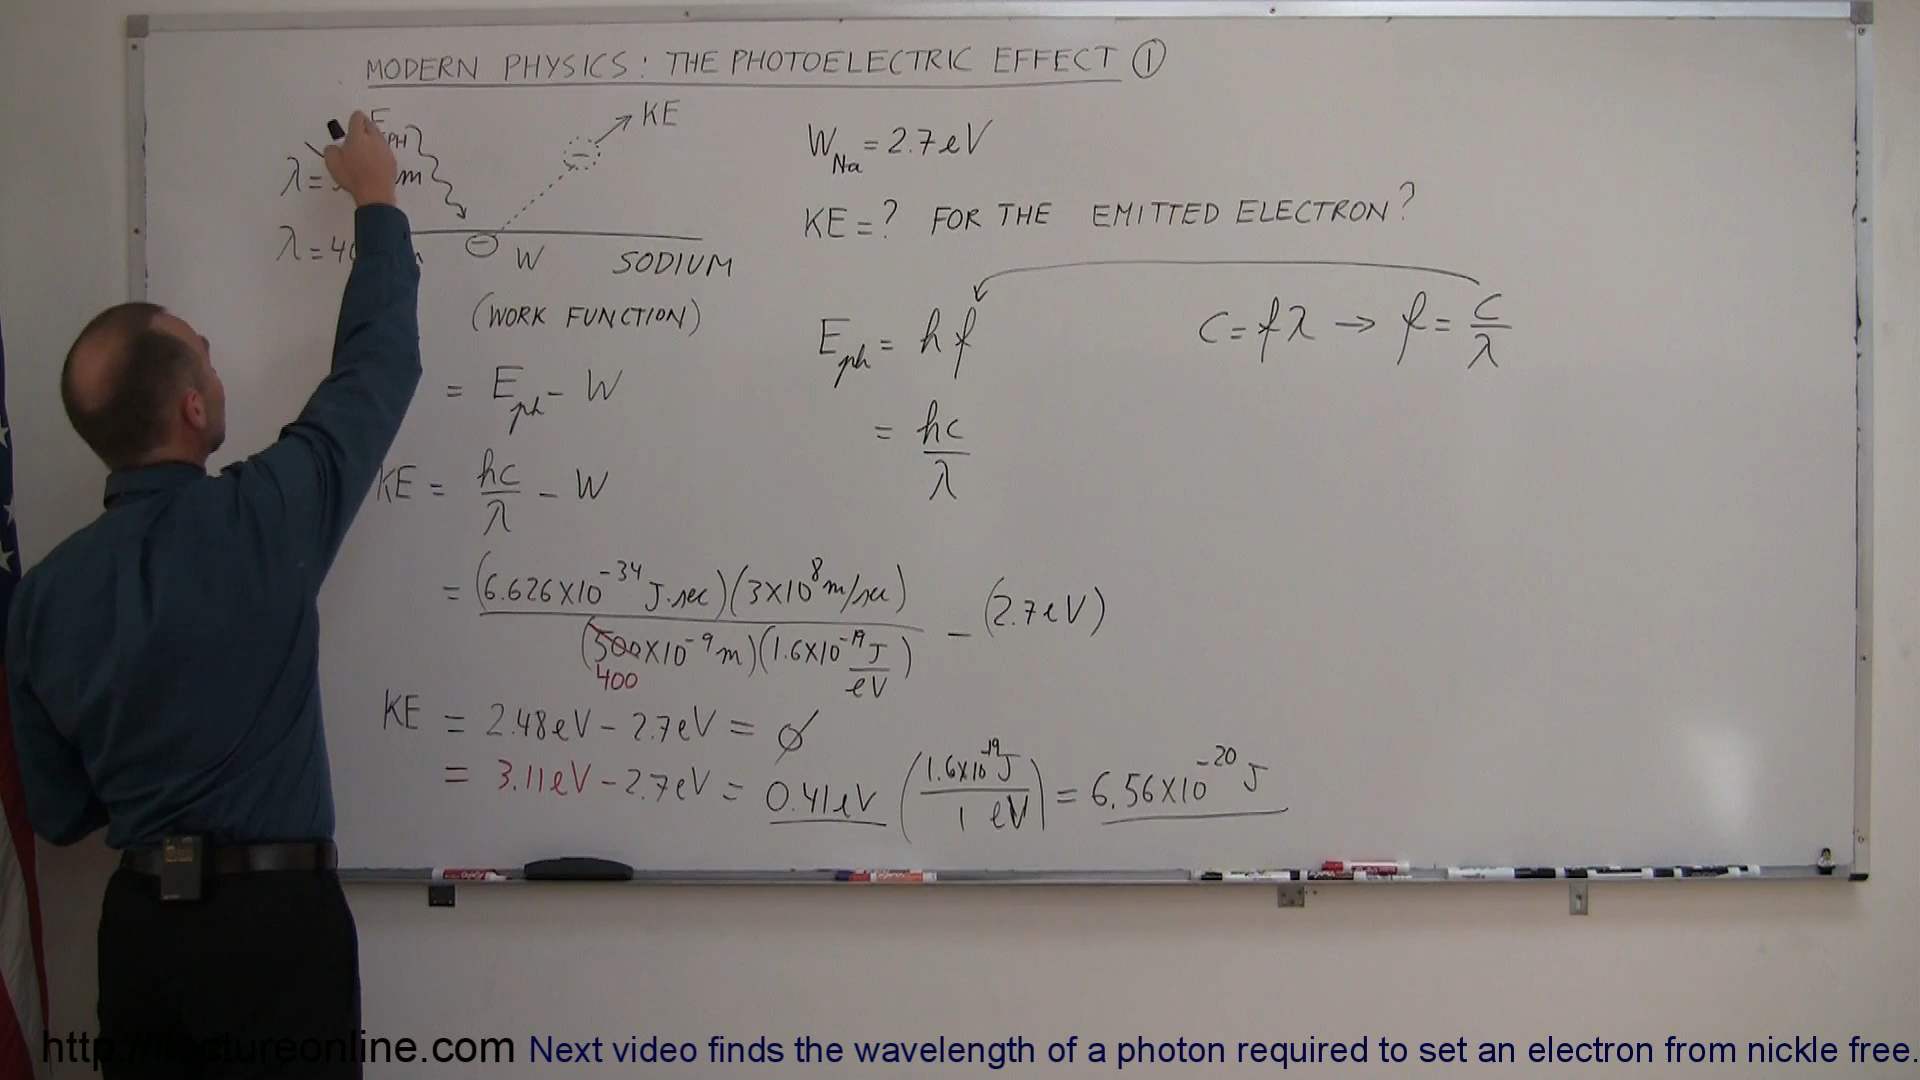 MODERN PHYSICS: THE PHOTOELECTRIC EFFECT ①
KE
λ = m
λ = 40
W SODIUM
(WORK FUNCTION)
= E_ph - W
KE = hc/λ - W
W_Na = 2.7eV
KE = ? FOR THE EMITTED ELECTRON?
E_ph = hf
C = fλ → f = C/λ
= hc/λ
= (6.626X10^-34 J·sec)(3X10^8 m/sec) - (2.7eV)
(500X10^-9 m)(1.6X10^-19 J/eV)
400
KE = 2.48eV - 2.7eV = ∅
= 3.11eV - 2.7eV = 0.41eV (1.6X10^-19 J / 1 eV) = 6.56X10^-20 J
lectureonline.com Next video finds the wavelength of a photon required to set an electron from nickle free.